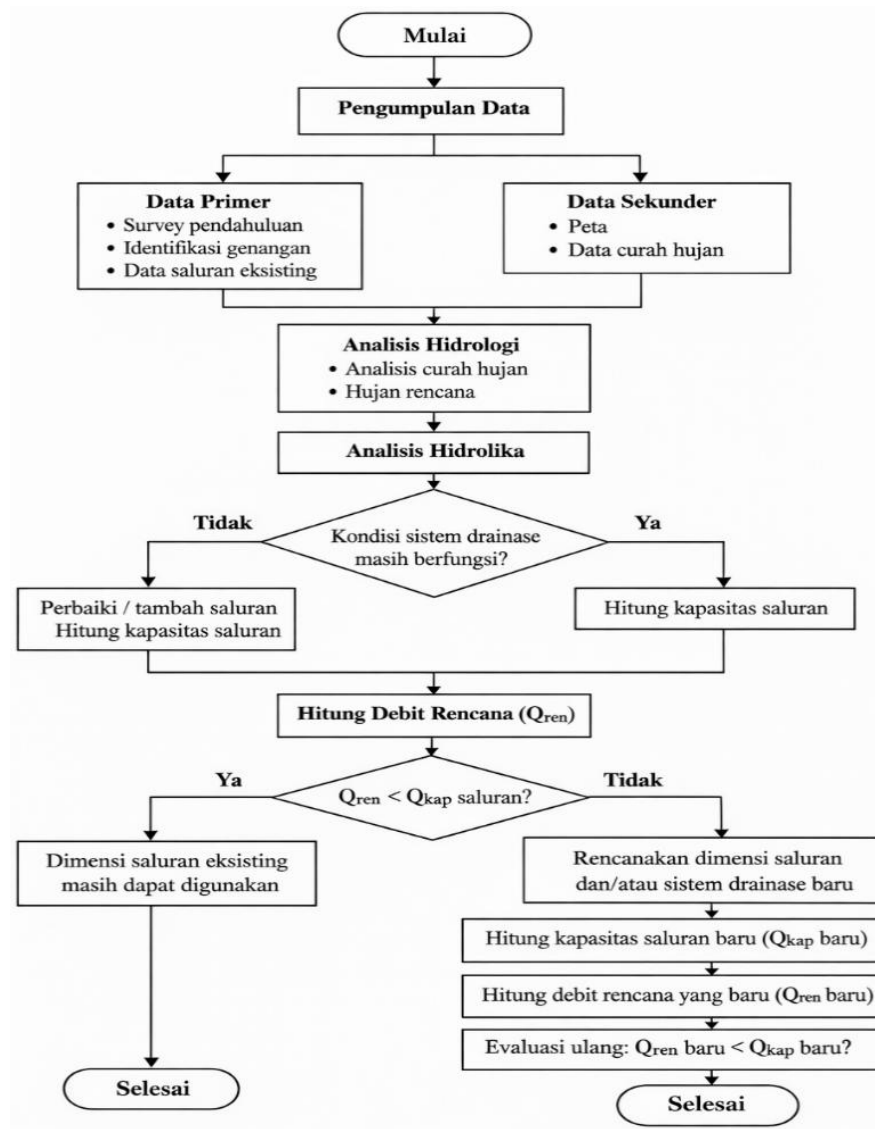 Mulai
Pengumpulan Data
Data Primer
• Survey pendahuluan
• Identifikasi genangan
• Data saluran eksisting
Data Sekunder
• Peta
• Data curah hujan
Analisis Hidrologi
• Analisis curah hujan
• Hujan rencana
Analisis Hidrolika
Tidak
Kondisi sistem drainase
masih berfungsi?
Ya
Perbaiki / tambah saluran
Hitung kapasitas saluran
Hitung kapasitas saluran
Hitung Debit Rencana (Qren)
Ya
Qren < Qkap saluran?
Tidak
Dimensi saluran eksisting
masih dapat digunakan
Rencanakan dimensi saluran
dan/atau sistem drainase baru
Hitung kapasitas saluran baru (Qkap baru)
Hitung debit rencana yang baru (Qren baru)
Evaluasi ulang: Qren baru < Qkap baru?
Selesai
Selesai